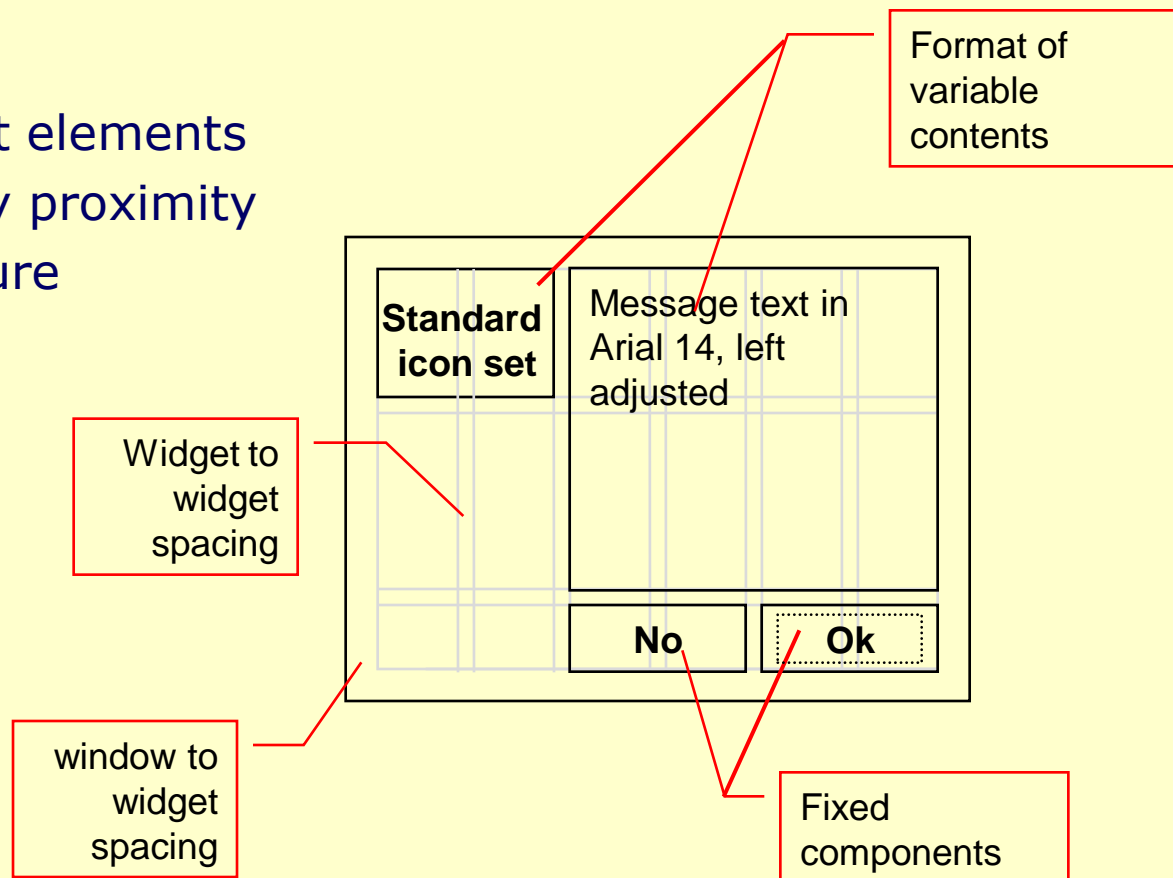 Format of
variable
contents
t elements
y proximity
ure
Standard
icon set
Message text in
Arial 14, left
adjusted
Widget to
widget
spacing
No
Ok
window to
widget
spacing
Fixed
components